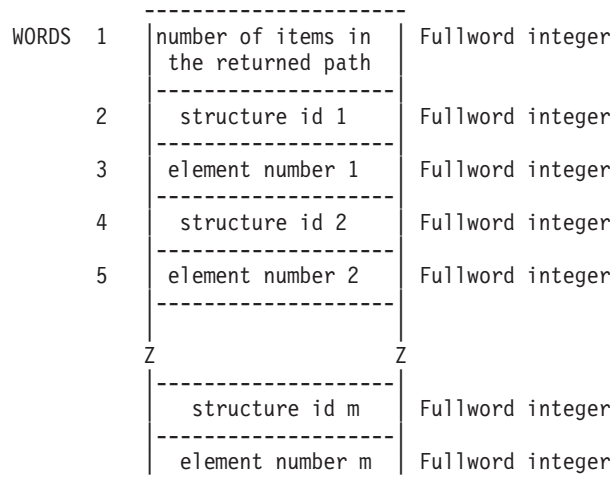 WORDS 1 number of items in Fullword integer
the returned path
2 structure id 1 Fullword integer
3 element number 1 Fullword integer
4 structure id 2 Fullword integer
5 element number 2 Fullword integer
Z Z
structure id m Fullword integer
element number m Fullword integer